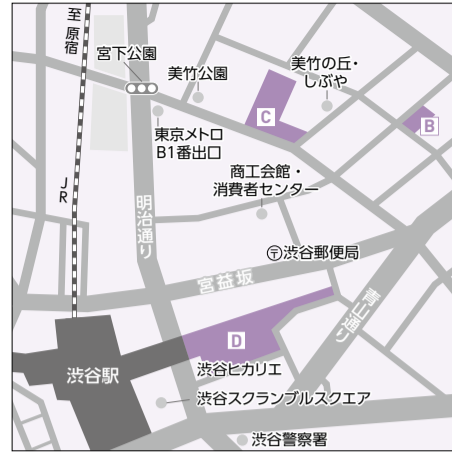 至 原宿
宮下公園
美竹公園
美竹の丘・
しぶや
C
B
東京メトロ
B1番出口
商工会館・
消費者センター
JR
明治通り
〒渋谷郵便局
宮益坂
青山通り
D
渋谷ヒカリエ
渋谷駅
渋谷スクランブルスクエア
渋谷警察署